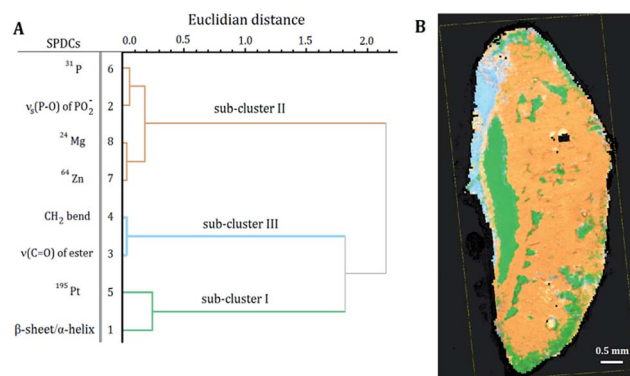 A
Euclidian distance
SPDCs
0.0 0.5 1.0 1.5 2.0
³¹P 6
νₛ(P-O) of PO₂⁻ 2
sub-cluster II
²⁴Mg 8
⁶⁴Zn 7
CH₂ bend 4
sub-cluster III
ν(C=O) of ester 3
¹⁹⁵Pt 5
sub-cluster I
β-sheet/α-helix 1
B
0.5 mm